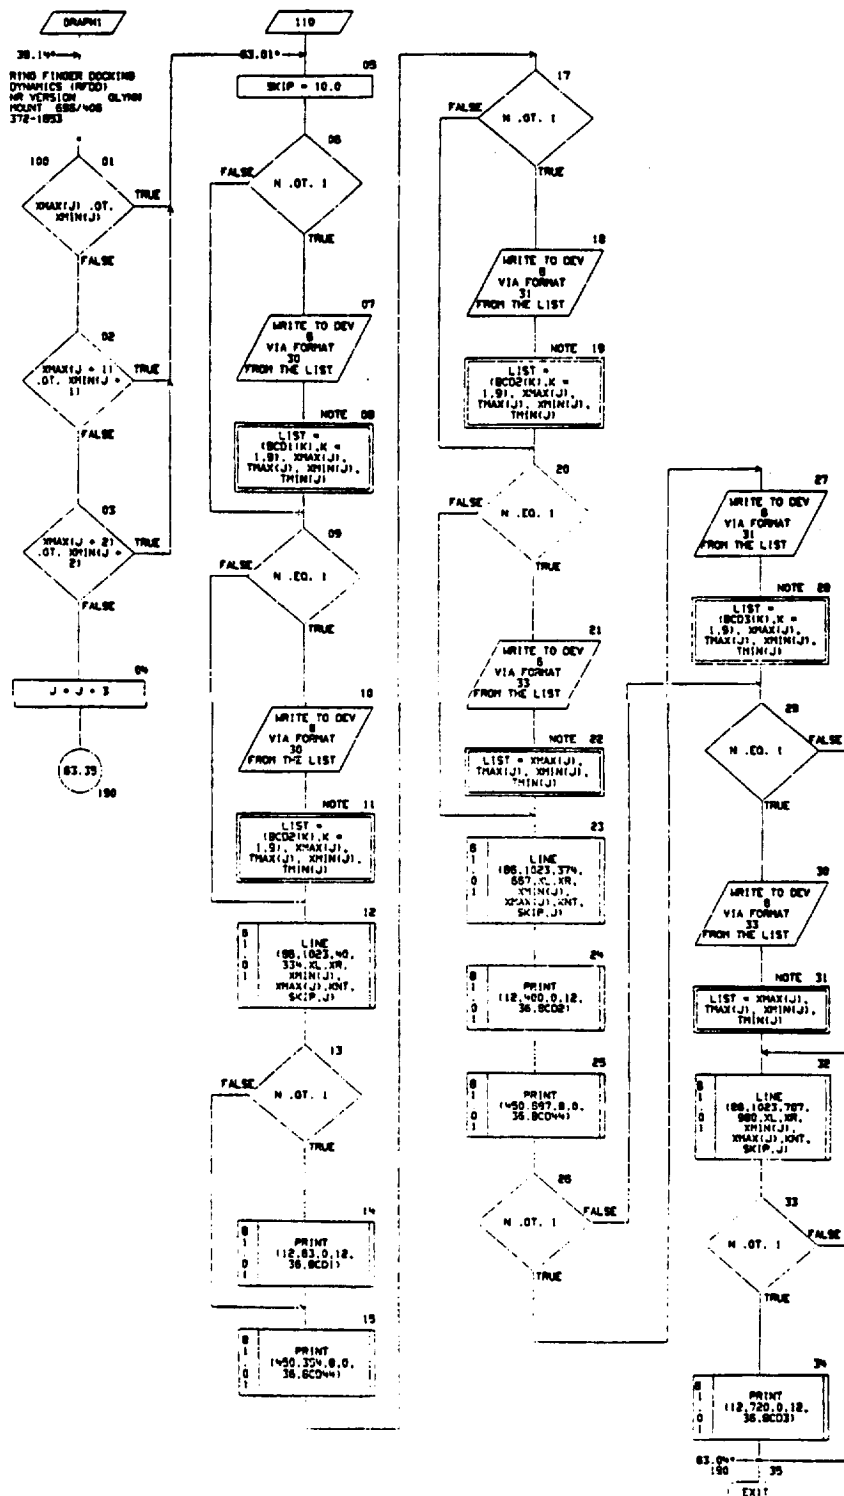 GRAPH1
38.14*
RING FINGER DOCKING
DYNAMICS (RFDD)
NR VERSION GLYNN
MOUNT 695/406
372-1853
100 01
XMAX(J) .GT.
XMIN(J)
TRUE
FALSE
02
XMAX(J + 1)
.GT. XMIN(J +
1)
TRUE
FALSE
03
XMAX(J + 2)
.GT. XMIN(J +
2)
TRUE
FALSE
04
J = J + 3
83.35
190
110
83.01*
05
SKIP = 10.0
06
N .GT. 1
FALSE
TRUE
07
WRITE TO DEV
6
VIA FORMAT
30
FROM THE LIST
NOTE 08
LIST =
(BCD1(K),K =
1,9), XMAX(J),
TMAX(J), XMIN(J),
TMIN(J)
09
N .EQ. 1
FALSE
TRUE
10
WRITE TO DEV
6
VIA FORMAT
30
FROM THE LIST
NOTE 11
LIST =
(BCD2(K),K =
1,9), XMAX(J),
TMAX(J), XMIN(J),
TMIN(J)
12
LINE
(86,1023,40,
334,XL,XR,
XMIN(J),
XMAX(J),KNT,
SKIP,J)
13
N .GT. 1
FALSE
TRUE
14
PRINT
(12,83,0,12,
36,BCD1)
15
PRINT
(450,354,8,0,
36,BCD44)
17
N .GT. 1
FALSE
TRUE
18
WRITE TO DEV
6
VIA FORMAT
31
FROM THE LIST
NOTE 19
LIST =
(BCD2(K),K =
1,9), XMAX(J),
TMAX(J), XMIN(J),
TMIN(J)
20
N .EQ. 1
FALSE
TRUE
21
WRITE TO DEV
6
VIA FORMAT
33
FROM THE LIST
NOTE 22
LIST = XMAX(J),
TMAX(J), XMIN(J),
TMIN(J)
23
LINE
(86,1023,374,
667,XL,XR,
XMIN(J),
XMAX(J),KNT,
SKIP,J)
24
PRINT
(12,400,0,12,
36,BCD2)
25
PRINT
(450,697,8,0,
36,BCD44)
26
N .GT. 1
FALSE
TRUE
27
WRITE TO DEV
6
VIA FORMAT
31
FROM THE LIST
NOTE 28
LIST =
(BCD3(K),K =
1,9), XMAX(J),
TMAX(J), XMIN(J),
TMIN(J)
29
N .EQ. 1
FALSE
TRUE
30
WRITE TO DEV
6
VIA FORMAT
33
FROM THE LIST
NOTE 31
LIST = XMAX(J),
TMAX(J), XMIN(J),
TMIN(J)
32
LINE
(86,1023,707,
980,XL,XR,
XMIN(J),
XMAX(J),KNT,
SKIP,J)
33
N .GT. 1
FALSE
TRUE
34
PRINT
(12,720,0,12,
36,BCD3)
83.04*
190 35
EXIT